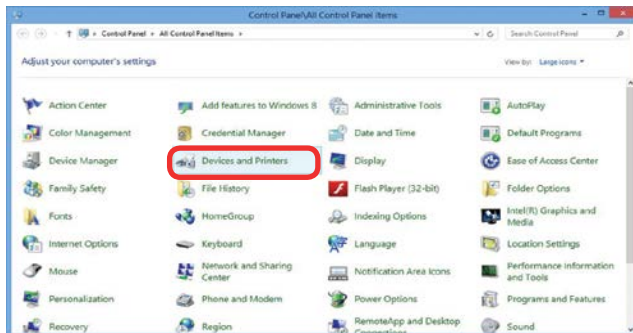 Control Panel\All Control Panel Items
Control Panel
All Control Panel Items
Search Control Panel
Adjust your computer's settings
View by: Large icons
Action Center
Add features to Windows 8
Administrative Tools
AutoPlay
Color Management
Credential Manager
Date and Time
Default Programs
Device Manager
Devices and Printers
Display
Ease of Access Center
Family Safety
File History
Flash Player (32-bit)
Folder Options
Fonts
HomeGroup
Indexing Options
Intel(R) Graphics and
Media
Internet Options
Keyboard
Language
Location Settings
Mouse
Network and Sharing
Center
Notification Area Icons
Performance Information
and Tools
Personalization
Phone and Modem
Power Options
Programs and Features
Recovery
Region
RemoteApp and Desktop
Connections
Sound